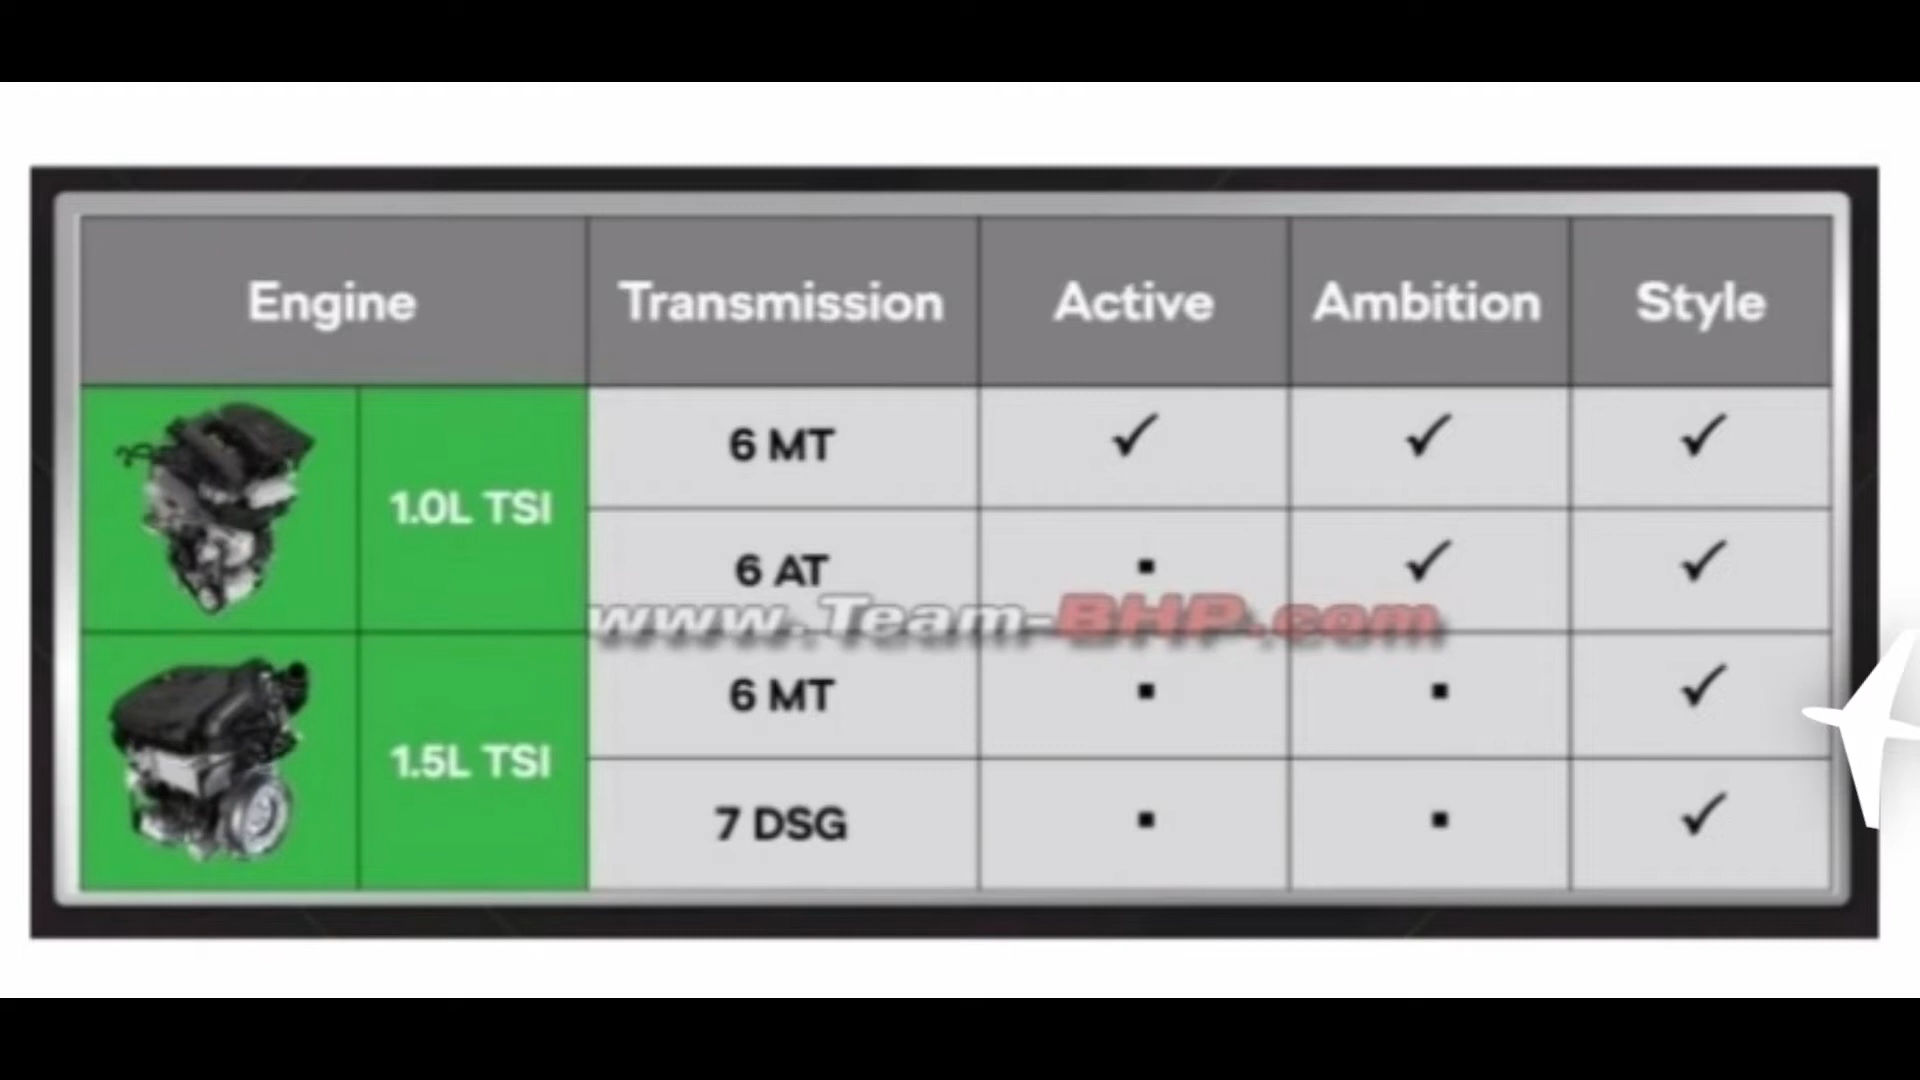 Engine Transmission Active Ambition Style
1.0L TSI
6 MT ✓ ✓ ✓
6 AT ▪ ✓ ✓
www.Team-BHP.com
1.5L TSI
6 MT ▪ ▪ ✓
7 DSG ▪ ▪ ✓